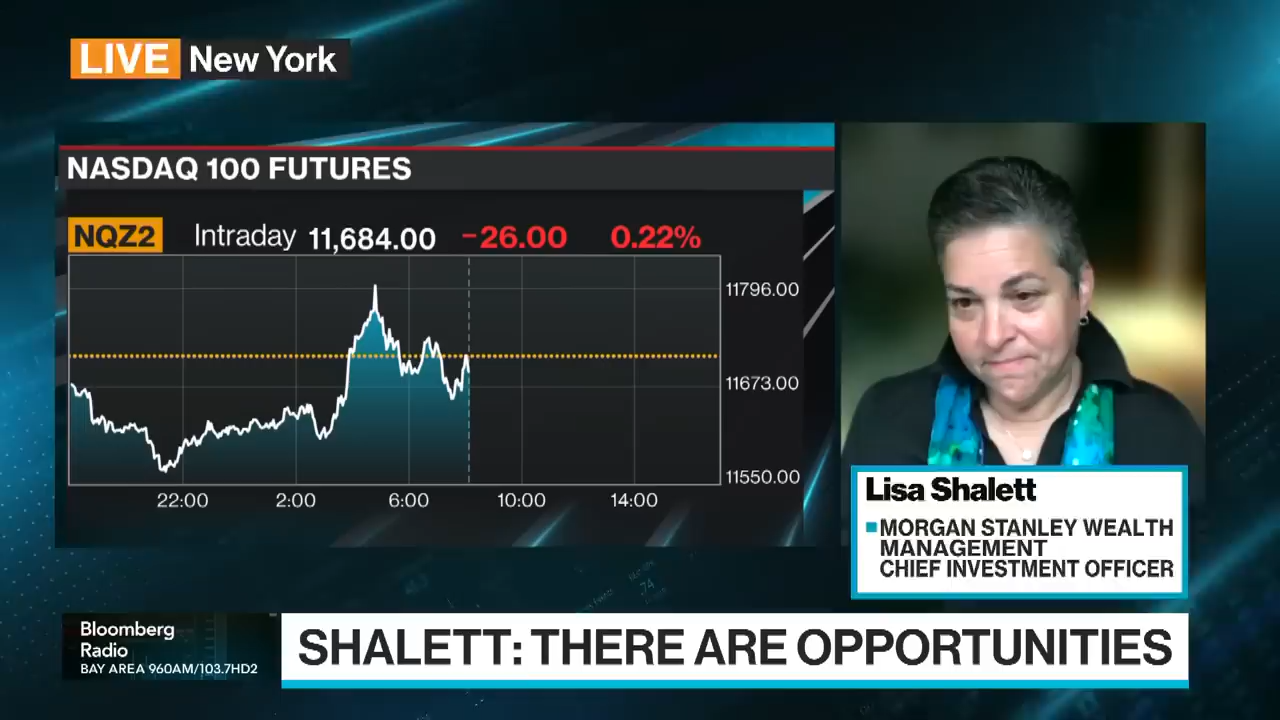 LIVE New York
NASDAQ 100 FUTURES
NQZ2 Intraday 11,684.00 -26.00 0.22%
11796.00
11673.00
11550.00
22:00 2:00 6:00 10:00 14:00
Lisa Shalett
MORGAN STANLEY WEALTH
MANAGEMENT
CHIEF INVESTMENT OFFICER
Bloomberg
Radio
BAY AREA 960AM/103.7HD2
SHALETT: THERE ARE OPPORTUNITIES